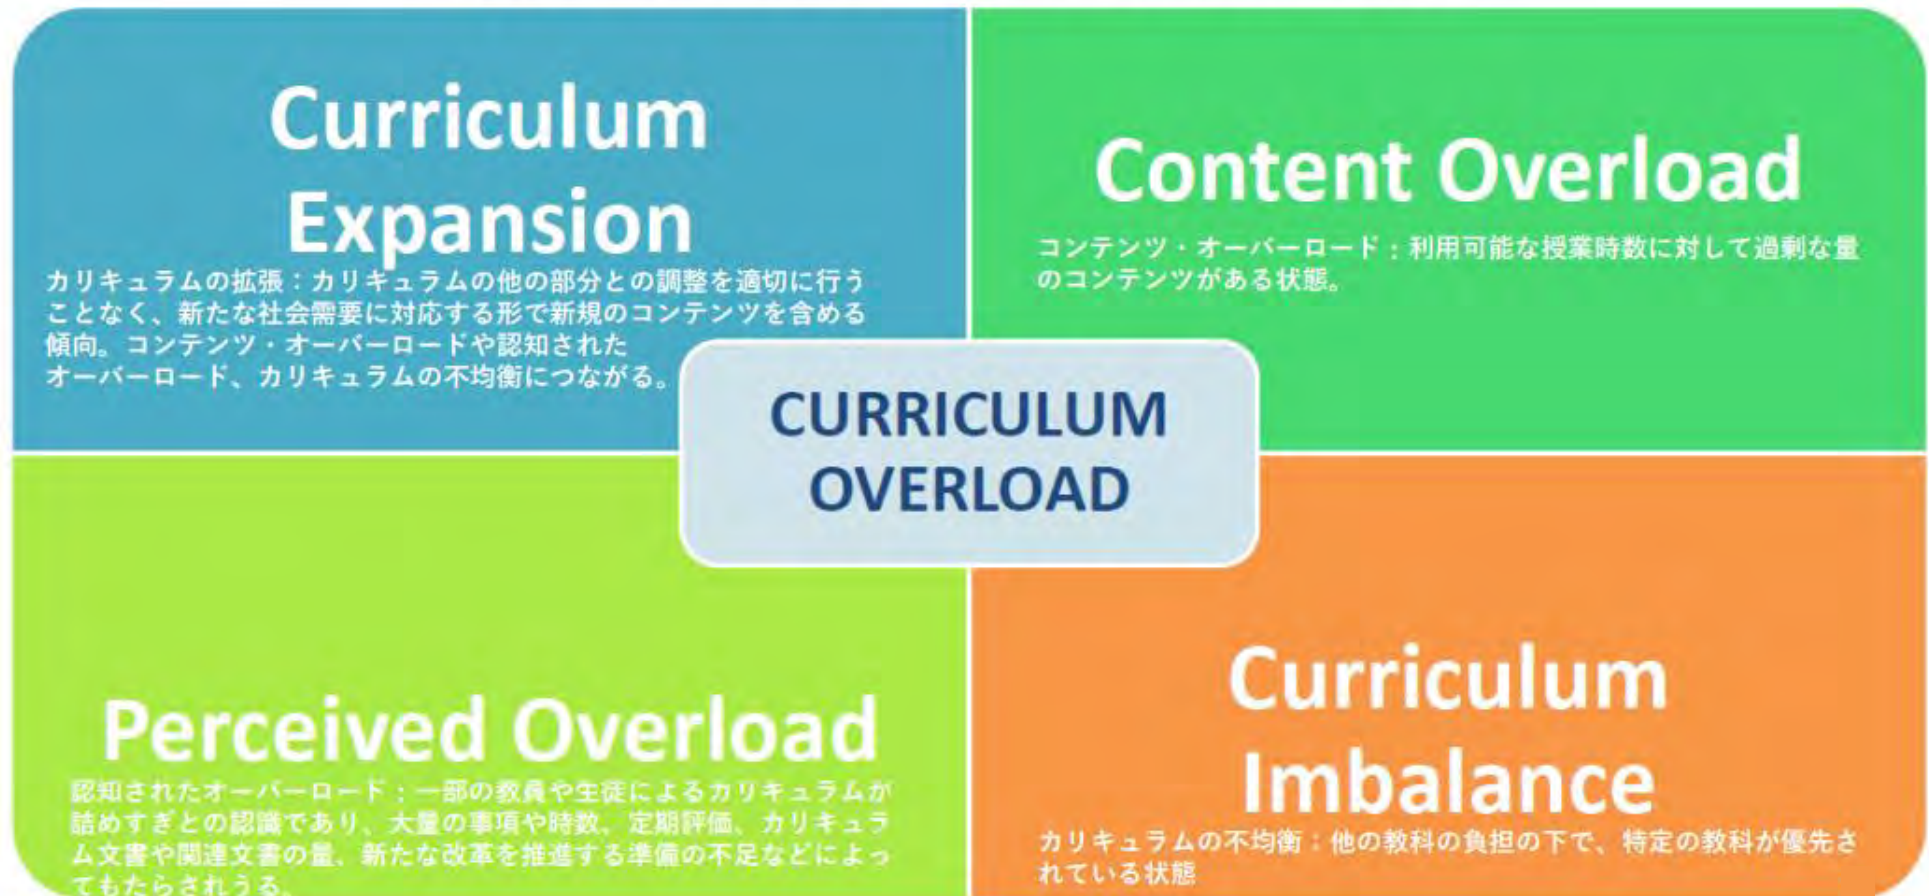 Curriculum
Expansion
カリキュラムの拡張：カリキュラムの他の部分との調整を適切に行う
ことなく、新たな社会需要に対応する形で新規のコンテンツを含める
傾向。コンテンツ・オーバーロードや認知された
オーバーロード、カリキュラムの不均衡につながる。
Content Overload
コンテンツ・オーバーロード：利用可能な授業時数に対して過剰な量
のコンテンツがある状態。
CURRICULUM
OVERLOAD
Perceived Overload
認知されたオーバーロード：一部の教員や生徒によるカリキュラムが
詰めすぎとの認識であり、大量の事項や時数、定期評価、カリキュラ
ム文書や関連文書の量、新たな改革を推進する準備の不足などによっ
てもたらされうる。
Curriculum
Imbalance
カリキュラムの不均衡：他の教科の負担の下で、特定の教科が優先さ
れている状態